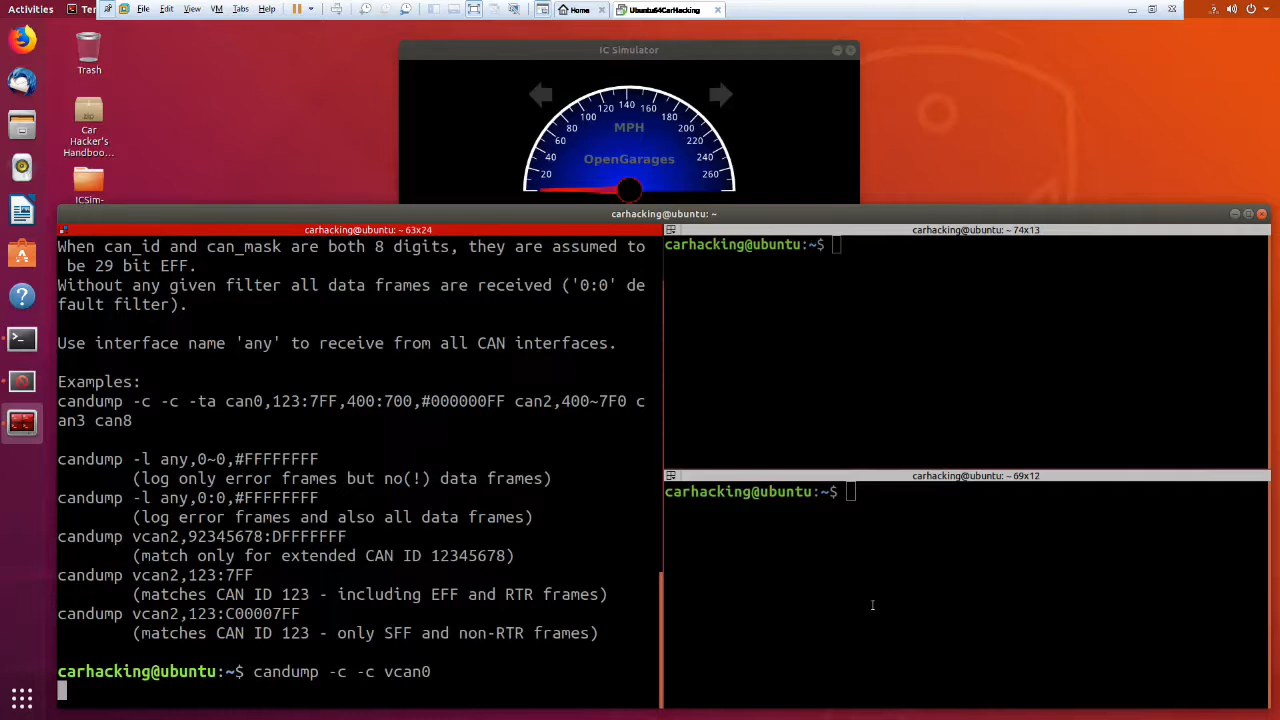 Activities
Ter
File Edit View VM Tabs Help
Home
Ubuntu64CarHacking
Trash
Car
Hacker's
Handboo...
ICSim-
IC Simulator
20 40 60 80 100 120 140 160 180 200 220 240 260
MPH
OpenGarages
carhacking@ubuntu: ~
carhacking@ubuntu: ~ 63x24
When can_id and can_mask are both 8 digits, they are assumed to
be 29 bit EFF.
Without any given filter all data frames are received ('0:0' de
fault filter).
Use interface name 'any' to receive from all CAN interfaces.
Examples:
candump -c -c -ta can0,123:7FF,400:700,#000000FF can2,400~7F0 c
an3 can8
candump -l any,0~0,#FFFFFFFF
(log only error frames but no(!) data frames)
candump -l any,0:0,#FFFFFFFF
(log error frames and also all data frames)
candump vcan2,92345678:DFFFFFFF
(match only for extended CAN ID 12345678)
candump vcan2,123:7FF
(matches CAN ID 123 - including EFF and RTR frames)
candump vcan2,123:C00007FF
(matches CAN ID 123 - only SFF and non-RTR frames)
carhacking@ubuntu:~$ candump -c -c vcan0
carhacking@ubuntu: ~ 74x13
carhacking@ubuntu:~$
carhacking@ubuntu: ~ 69x12
carhacking@ubuntu:~$